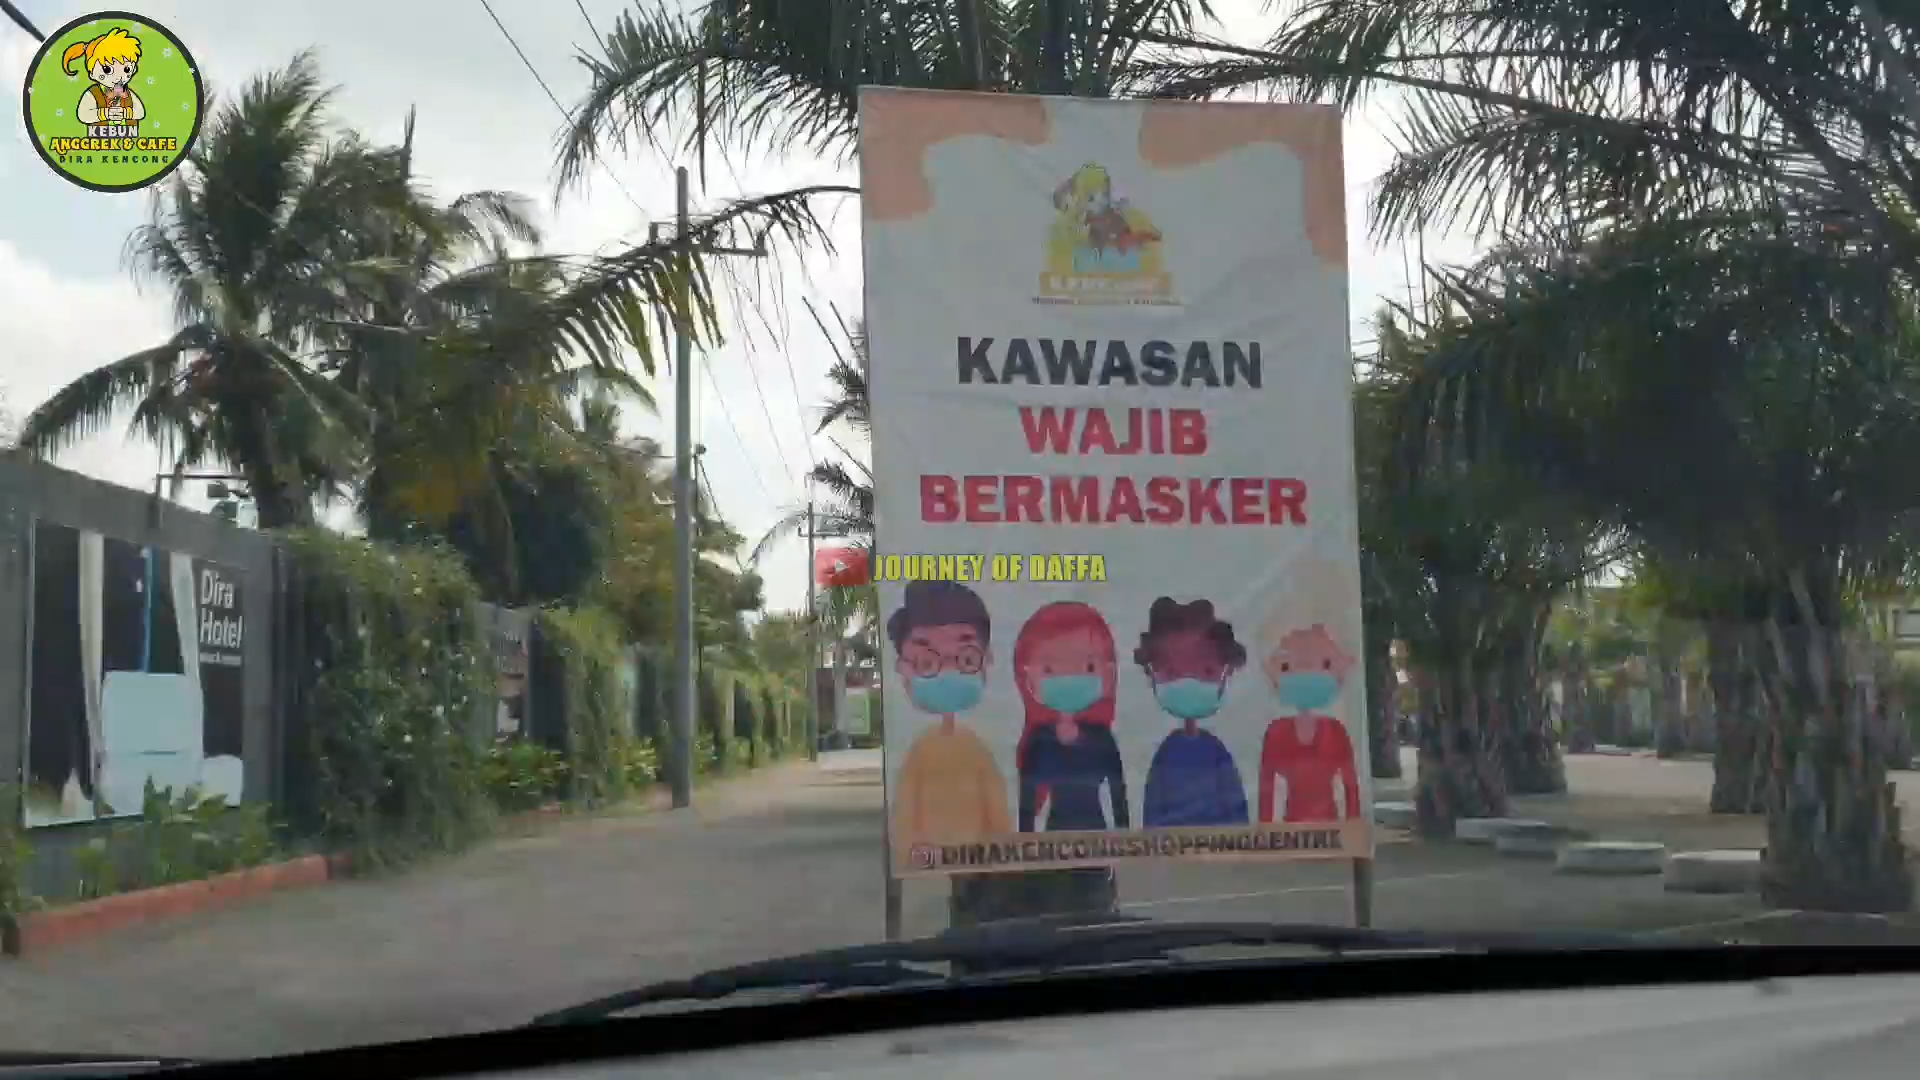 KEBUN
ANGGREK & CAFE
DIRA KENCONG
KAWASAN
WAJIB
BERMASKER
JOURNEY OF DAFFA
Dira
Hotel
DIRAKENCONGSHOPPINGCENTRE